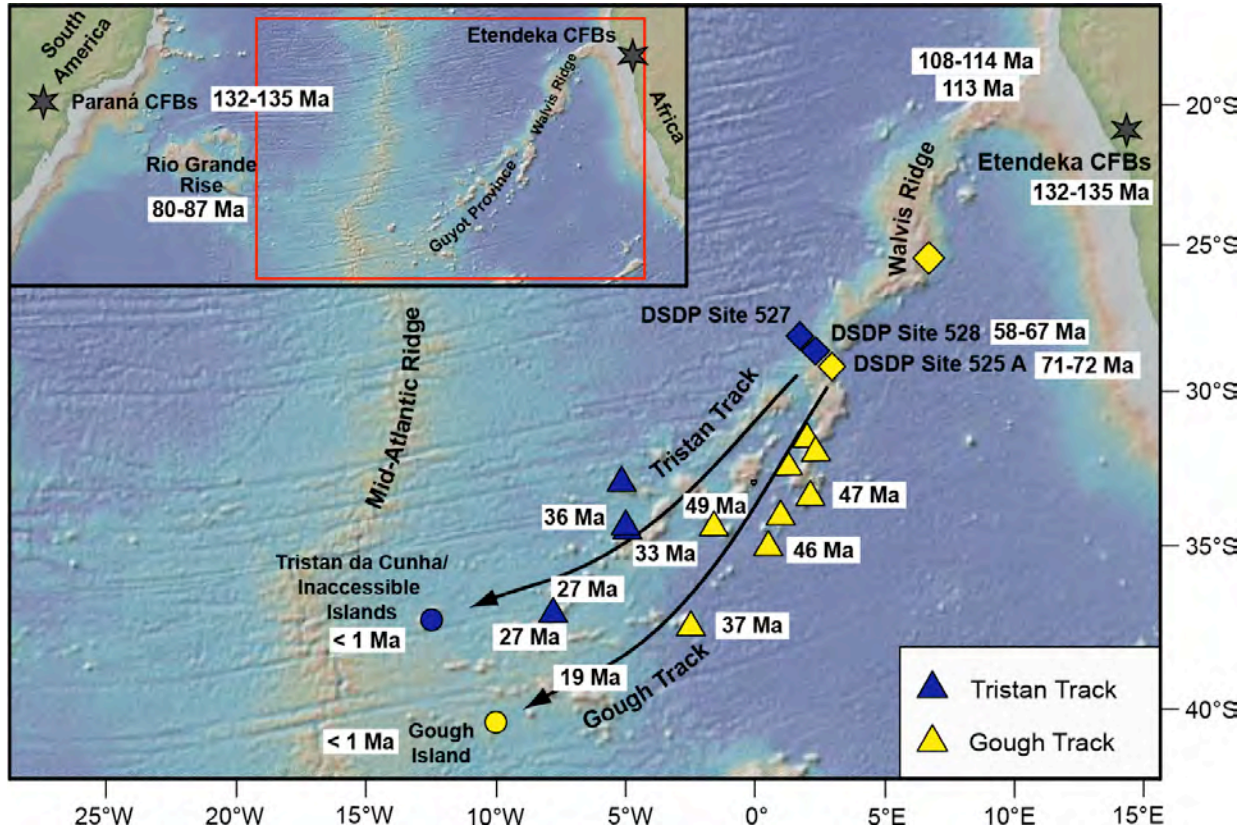 South
America
Etendeka CFBs
Paraná CFBs
132-135 Ma
Rio Grande
Rise
80-87 Ma
Walvis Ridge
Guyot Province
Africa
108-114 Ma
113 Ma
Etendeka CFBs
132-135 Ma
Walvis Ridge
DSDP Site 527
DSDP Site 528
58-67 Ma
DSDP Site 525 A
71-72 Ma
Mid-Atlantic Ridge
Tristan Track
49 Ma
47 Ma
36 Ma
33 Ma
46 Ma
Tristan da Cunha/
Inaccessible
Islands
< 1 Ma
27 Ma
27 Ma
37 Ma
19 Ma
Gough Track
< 1 Ma
Gough
Island
Tristan Track
Gough Track
20°S
25°S
30°S
35°S
40°S
25°W
20°W
15°W
10°W
5°W
0°
5°E
10°E
15°E